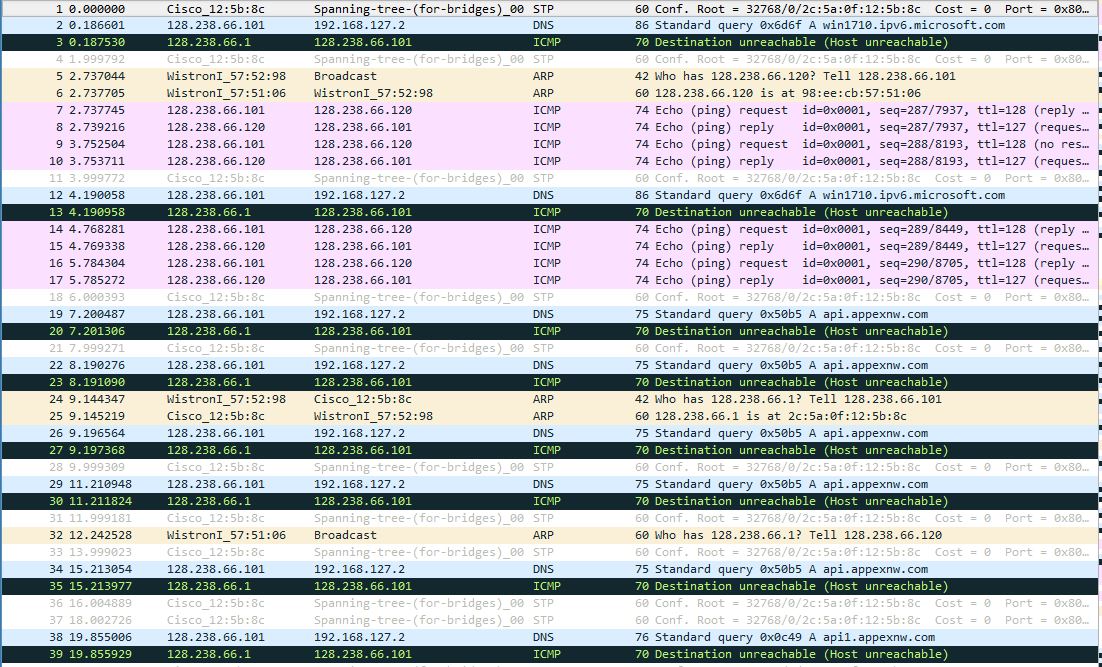 1 0.000000 Cisco_12:5b:8c Spanning-tree-(for-bridges)_00 STP 60 Conf. Root = 32768/0/2c:5a:0f:12:5b:8c Cost = 0 Port = 0x80…
2 0.186601 128.238.66.101 192.168.127.2 DNS 86 Standard query 0x6d6f A win1710.ipv6.microsoft.com
3 0.187530 128.238.66.1 128.238.66.101 ICMP 70 Destination unreachable (Host unreachable)
4 1.999792 Cisco_12:5b:8c Spanning-tree-(for-bridges)_00 STP 60 Conf. Root = 32768/0/2c:5a:0f:12:5b:8c Cost = 0 Port = 0x80…
5 2.737044 WistronI_57:52:98 Broadcast ARP 42 Who has 128.238.66.120? Tell 128.238.66.101
6 2.737705 WistronI_57:51:06 WistronI_57:52:98 ARP 60 128.238.66.120 is at 98:ee:cb:57:51:06
7 2.737745 128.238.66.101 128.238.66.120 ICMP 74 Echo (ping) request id=0x0001, seq=287/7937, ttl=128 (reply …
8 2.739216 128.238.66.120 128.238.66.101 ICMP 74 Echo (ping) reply id=0x0001, seq=287/7937, ttl=127 (reques…
9 3.752504 128.238.66.101 128.238.66.120 ICMP 74 Echo (ping) request id=0x0001, seq=288/8193, ttl=128 (no res…
10 3.753711 128.238.66.120 128.238.66.101 ICMP 74 Echo (ping) reply id=0x0001, seq=288/8193, ttl=127 (reques…
11 3.999772 Cisco_12:5b:8c Spanning-tree-(for-bridges)_00 STP 60 Conf. Root = 32768/0/2c:5a:0f:12:5b:8c Cost = 0 Port = 0x80…
12 4.190058 128.238.66.101 192.168.127.2 DNS 86 Standard query 0x6d6f A win1710.ipv6.microsoft.com
13 4.190958 128.238.66.1 128.238.66.101 ICMP 70 Destination unreachable (Host unreachable)
14 4.768281 128.238.66.101 128.238.66.120 ICMP 74 Echo (ping) request id=0x0001, seq=289/8449, ttl=128 (reply …
15 4.769338 128.238.66.120 128.238.66.101 ICMP 74 Echo (ping) reply id=0x0001, seq=289/8449, ttl=127 (reques…
16 5.784304 128.238.66.101 128.238.66.120 ICMP 74 Echo (ping) request id=0x0001, seq=290/8705, ttl=128 (reply …
17 5.785272 128.238.66.120 128.238.66.101 ICMP 74 Echo (ping) reply id=0x0001, seq=290/8705, ttl=127 (reques…
18 6.000393 Cisco_12:5b:8c Spanning-tree-(for-bridges)_00 STP 60 Conf. Root = 32768/0/2c:5a:0f:12:5b:8c Cost = 0 Port = 0x80…
19 7.200487 128.238.66.101 192.168.127.2 DNS 75 Standard query 0x50b5 A api.appexnw.com
20 7.201306 128.238.66.1 128.238.66.101 ICMP 70 Destination unreachable (Host unreachable)
21 7.999271 Cisco_12:5b:8c Spanning-tree-(for-bridges)_00 STP 60 Conf. Root = 32768/0/2c:5a:0f:12:5b:8c Cost = 0 Port = 0x80…
22 8.190276 128.238.66.101 192.168.127.2 DNS 75 Standard query 0x50b5 A api.appexnw.com
23 8.191090 128.238.66.1 128.238.66.101 ICMP 70 Destination unreachable (Host unreachable)
24 9.144347 WistronI_57:52:98 Cisco_12:5b:8c ARP 42 Who has 128.238.66.1? Tell 128.238.66.101
25 9.145219 Cisco_12:5b:8c WistronI_57:52:98 ARP 60 128.238.66.1 is at 2c:5a:0f:12:5b:8c
26 9.196564 128.238.66.101 192.168.127.2 DNS 75 Standard query 0x50b5 A api.appexnw.com
27 9.197368 128.238.66.1 128.238.66.101 ICMP 70 Destination unreachable (Host unreachable)
28 9.999309 Cisco_12:5b:8c Spanning-tree-(for-bridges)_00 STP 60 Conf. Root = 32768/0/2c:5a:0f:12:5b:8c Cost = 0 Port = 0x80…
29 11.210948 128.238.66.101 192.168.127.2 DNS 75 Standard query 0x50b5 A api.appexnw.com
30 11.211824 128.238.66.1 128.238.66.101 ICMP 70 Destination unreachable (Host unreachable)
31 11.999181 Cisco_12:5b:8c Spanning-tree-(for-bridges)_00 STP 60 Conf. Root = 32768/0/2c:5a:0f:12:5b:8c Cost = 0 Port = 0x80…
32 12.242528 WistronI_57:51:06 Broadcast ARP 60 Who has 128.238.66.1? Tell 128.238.66.120
33 13.999023 Cisco_12:5b:8c Spanning-tree-(for-bridges)_00 STP 60 Conf. Root = 32768/0/2c:5a:0f:12:5b:8c Cost = 0 Port = 0x80…
34 15.213054 128.238.66.101 192.168.127.2 DNS 75 Standard query 0x50b5 A api.appexnw.com
35 15.213977 128.238.66.1 128.238.66.101 ICMP 70 Destination unreachable (Host unreachable)
36 16.004889 Cisco_12:5b:8c Spanning-tree-(for-bridges)_00 STP 60 Conf. Root = 32768/0/2c:5a:0f:12:5b:8c Cost = 0 Port = 0x80…
37 18.002726 Cisco_12:5b:8c Spanning-tree-(for-bridges)_00 STP 60 Conf. Root = 32768/0/2c:5a:0f:12:5b:8c Cost = 0 Port = 0x80…
38 19.855006 128.238.66.101 192.168.127.2 DNS 76 Standard query 0x0c49 A api1.appexnw.com
39 19.855929 128.238.66.1 128.238.66.101 ICMP 70 Destination unreachable (Host unreachable)